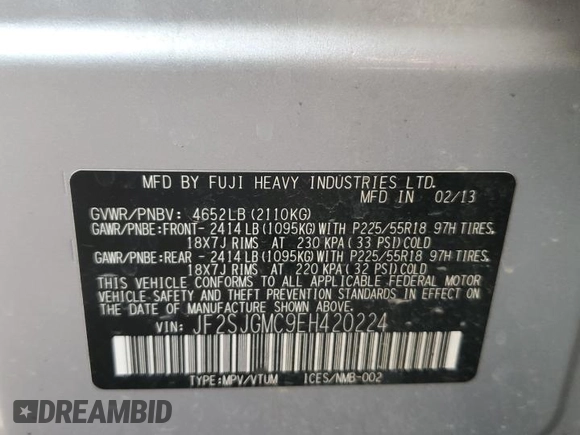 MFD BY FUJI HEAVY INDUSTRIES LTD.
MFD IN 02/13
GVWR/PNBV: 4652LB(2110KG)
GAWR/PNBE:FRONT- 2414LB(1095KG)WITH P225/55R18 97H TIRES.
18X7J RIMS AT 230 KPA(33 PSI)COLD
GAWR/PNBE:REAR - 2414LB(1095KG)WITH P225/55R18 97H TIRES.
18X7J RIMS AT 220 KPA(32 PSI)COLD
THIS VEHICLE CONFORMS TO ALL APPLICABLE FEDERAL MOTOR
VEHICLE SAFETY AND THEFT PREVENTION STANDARDS IN EFFECT ON
THE DATE OF MANUFACTURE SHOWN ABOVE.
VIN: JF2SJGMC9EH420224
TYPE:MPV/VTUM ICES/NMB-002
DREAMBID